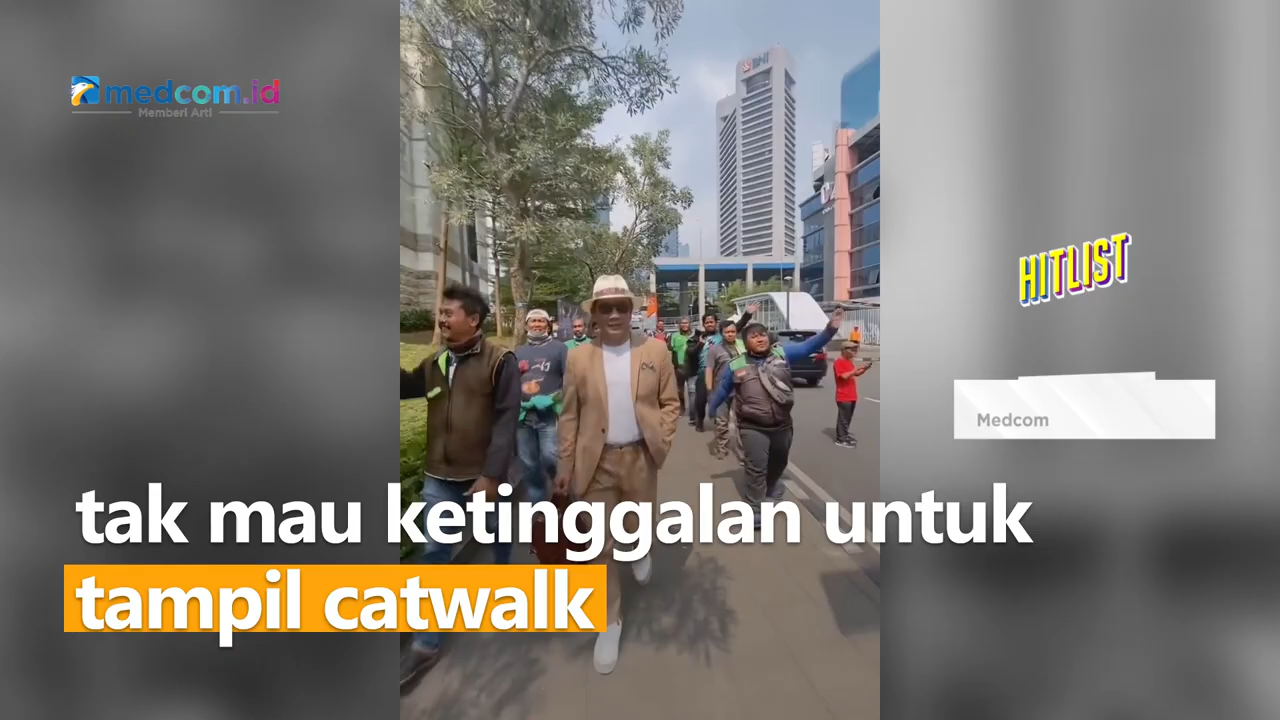 medcom.id
Memberi Arti
BNI
HITLIST
Medcom
tak mau ketinggalan untuk
tampil catwalk